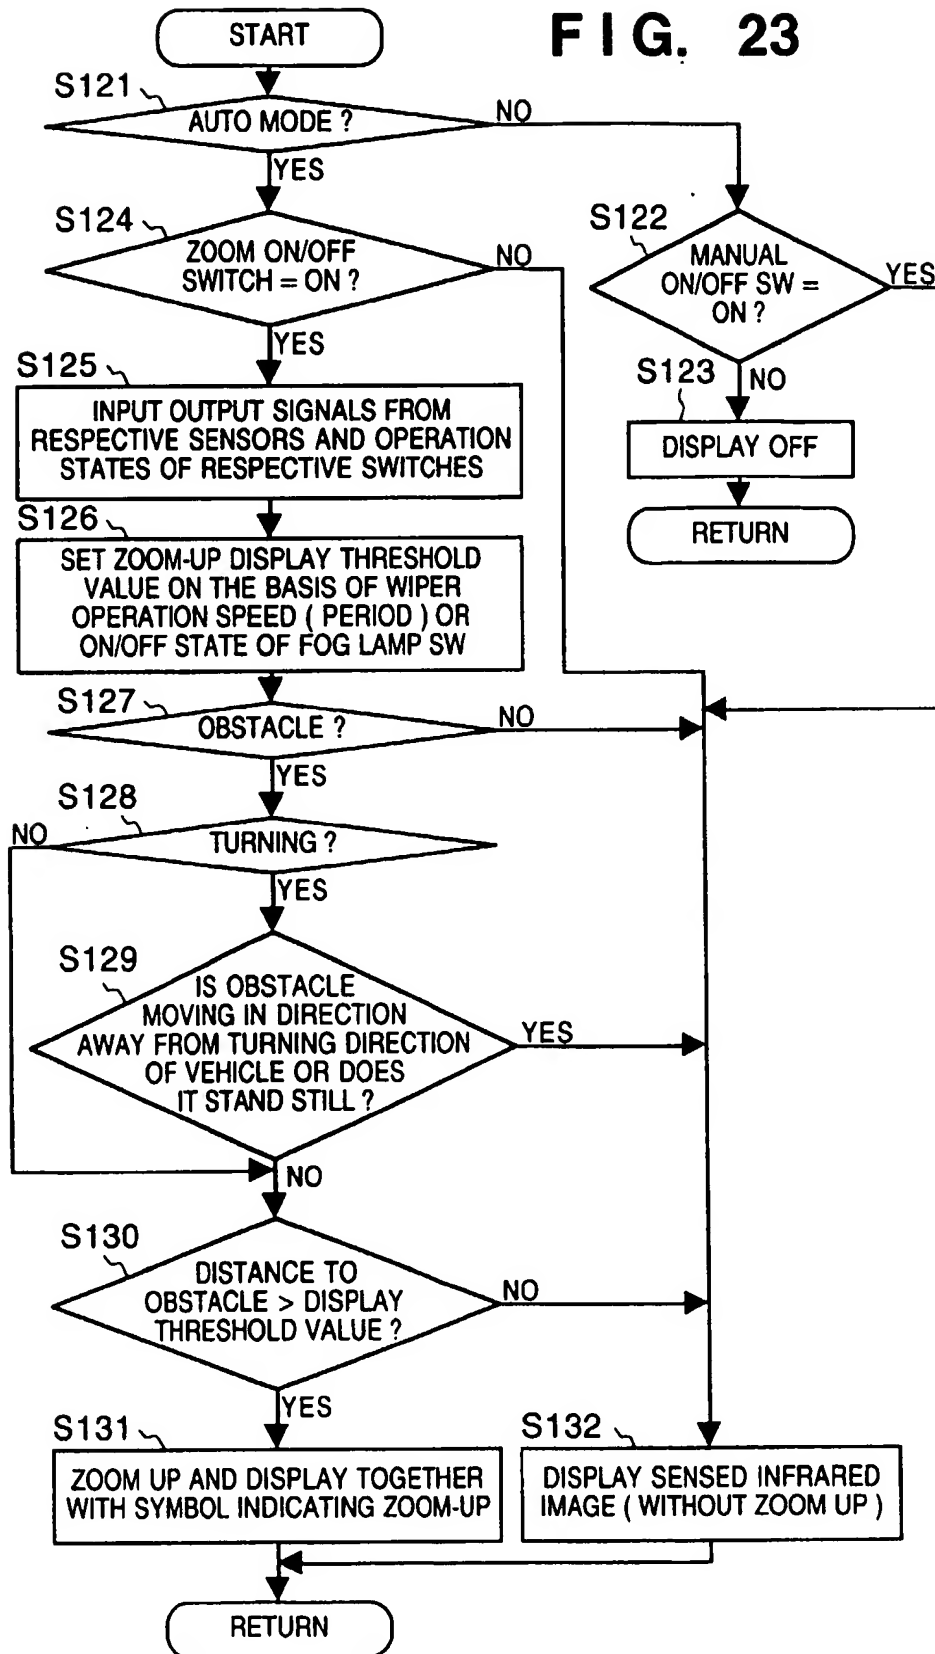 FIG. 23
START
S121
AUTO MODE ?
NO
YES
S124
ZOOM ON/OFF
SWITCH = ON ?
NO
YES
S122
MANUAL
ON/OFF SW =
ON ?
YES
NO
S123
DISPLAY OFF
RETURN
S125
INPUT OUTPUT SIGNALS FROM
RESPECTIVE SENSORS AND OPERATION
STATES OF RESPECTIVE SWITCHES
S126
SET ZOOM-UP DISPLAY THRESHOLD
VALUE ON THE BASIS OF WIPER
OPERATION SPEED ( PERIOD ) OR
ON/OFF STATE OF FOG LAMP SW
S127
OBSTACLE ?
NO
YES
S128
NO
TURNING ?
YES
S129
IS OBSTACLE
MOVING IN DIRECTION
AWAY FROM TURNING DIRECTION
OF VEHICLE OR DOES
IT STAND STILL ?
YES
NO
S130
DISTANCE TO
OBSTACLE > DISPLAY
THRESHOLD VALUE ?
NO
YES
S131
ZOOM UP AND DISPLAY TOGETHER
WITH SYMBOL INDICATING ZOOM-UP
S132
DISPLAY SENSED INFRARED
IMAGE ( WITHOUT ZOOM UP )
RETURN